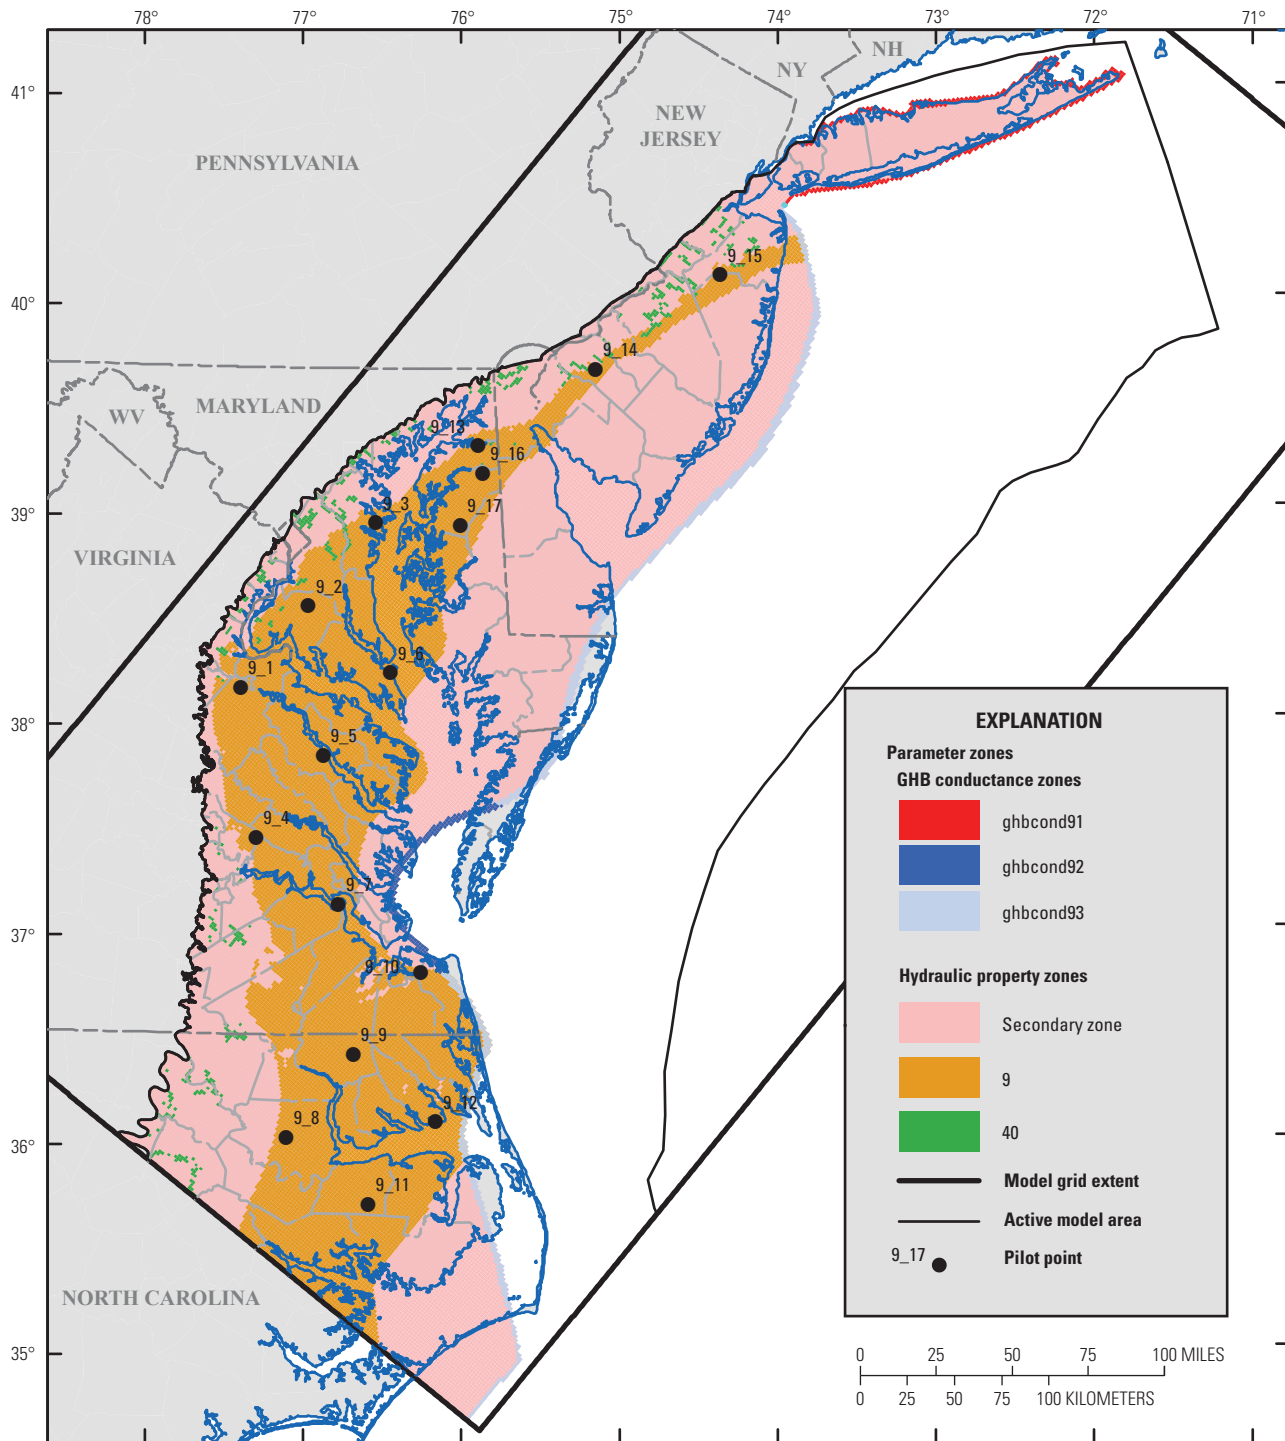 78° 77° 76° 75° 74° 73° 72° 71°
NH
NY
41°
NEW
JERSEY
PENNSYLVANIA
9_15
40°
9_14
MARYLAND
WV
9_13
9_16
9_3
9_17
39°
VIRGINIA
9_2
9_6
9_1
38°
9_5
9_4
9_7
37°
9_10
9_9
9_12
9_8
36°
9_11
NORTH CAROLINA
35°
EXPLANATION
Parameter zones
GHB conductance zones
ghbcond91
ghbcond92
ghbcond93
Hydraulic property zones
Secondary zone
9
40
Model grid extent
Active model area
9_17 Pilot point
0 25 50 75 100 MILES
0 25 50 75 100 KILOMETERS